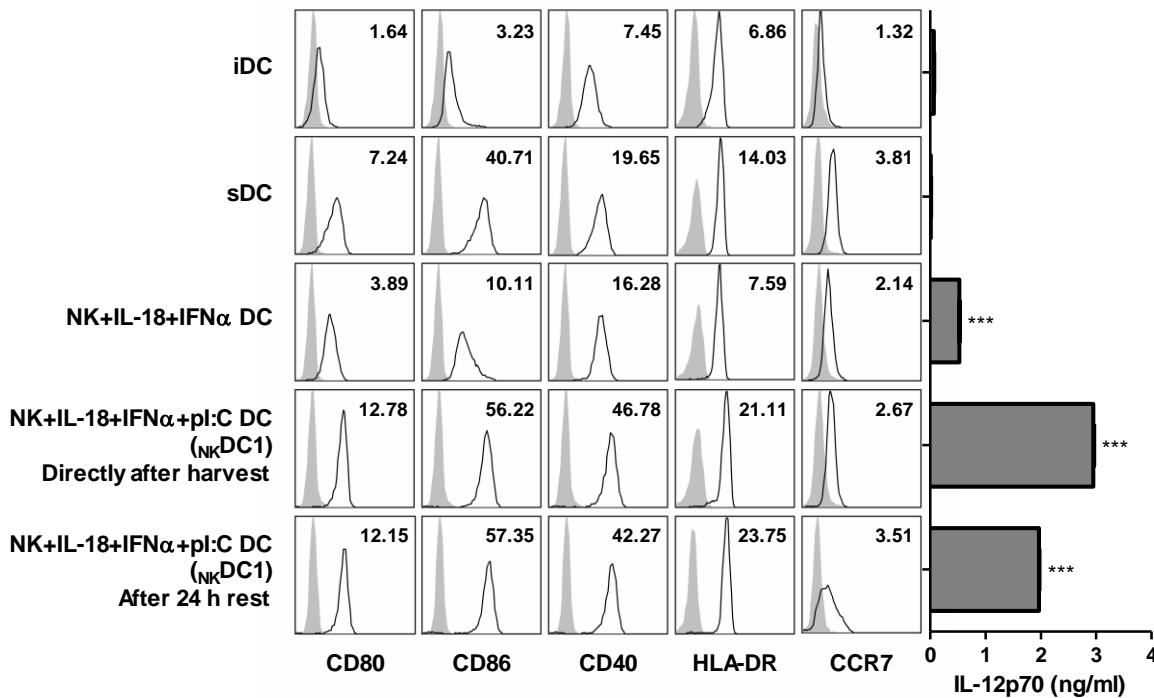 iDC
1.64 3.23 7.45 6.86 1.32
sDC
7.24 40.71 19.65 14.03 3.81
NK+IL-18+IFNα DC
3.89 10.11 16.28 7.59 2.14
***
NK+IL-18+IFNα+pI:C DC
(NKDC1)
Directly after harvest
12.78 56.22 46.78 21.11 2.67
***
NK+IL-18+IFNα+pI:C DC
(NKDC1)
After 24 h rest
12.15 57.35 42.27 23.75 3.51
***
CD80 CD86 CD40 HLA-DR CCR7
0 1 2 3 4
IL-12p70 (ng/ml)